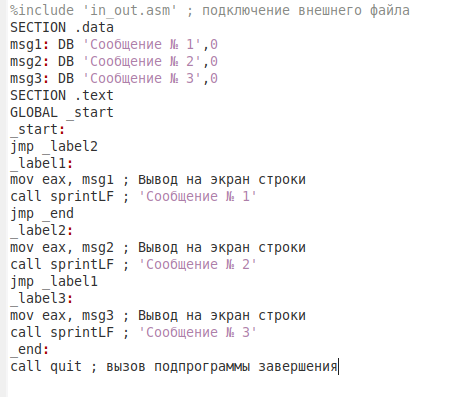 %include 'in_out.asm' ; подключение внешнего файла
SECTION .data
msg1: DB 'Сообщение № 1',0
msg2: DB 'Сообщение № 2',0
msg3: DB 'Сообщение № 3',0
SECTION .text
GLOBAL _start
_start:
jmp _label2
_label1:
mov eax, msg1 ; Вывод на экран строки
call sprintLF ; 'Сообщение № 1'
jmp _end
_label2:
mov eax, msg2 ; Вывод на экран строки
call sprintLF ; 'Сообщение № 2'
jmp _label1
_label3:
mov eax, msg3 ; Вывод на экран строки
call sprintLF ; 'Сообщение № 3'
_end:
call quit ; вызов подпрограммы завершения